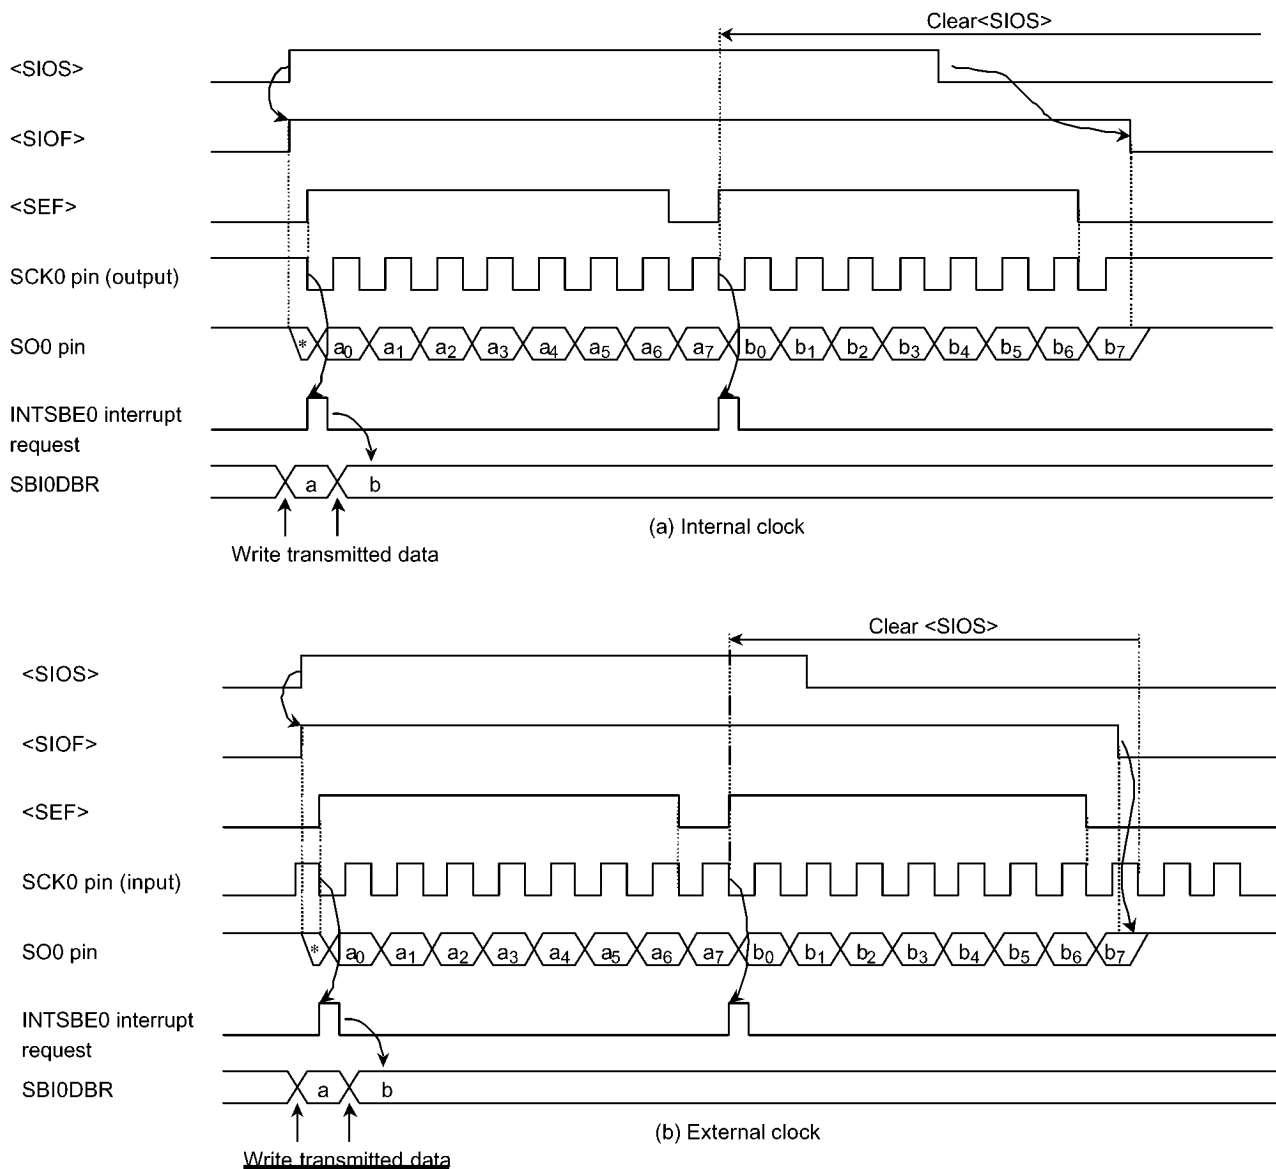 Clear<SIOS>
<SIOS>
<SIOF>
<SEF>
SCK0 pin (output)
SO0 pin
* a0 a1 a2 a3 a4 a5 a6 a7 b0 b1 b2 b3 b4 b5 b6 b7
INTSBE0 interrupt
request
SBI0DBR
a b
(a) Internal clock
Write transmitted data
Clear <SIOS>
<SIOS>
<SIOF>
<SEF>
SCK0 pin (input)
SO0 pin
* a0 a1 a2 a3 a4 a5 a6 a7 b0 b1 b2 b3 b4 b5 b6 b7
INTSBE0 interrupt
request
SBI0DBR
a b
(b) External clock
Write transmitted data